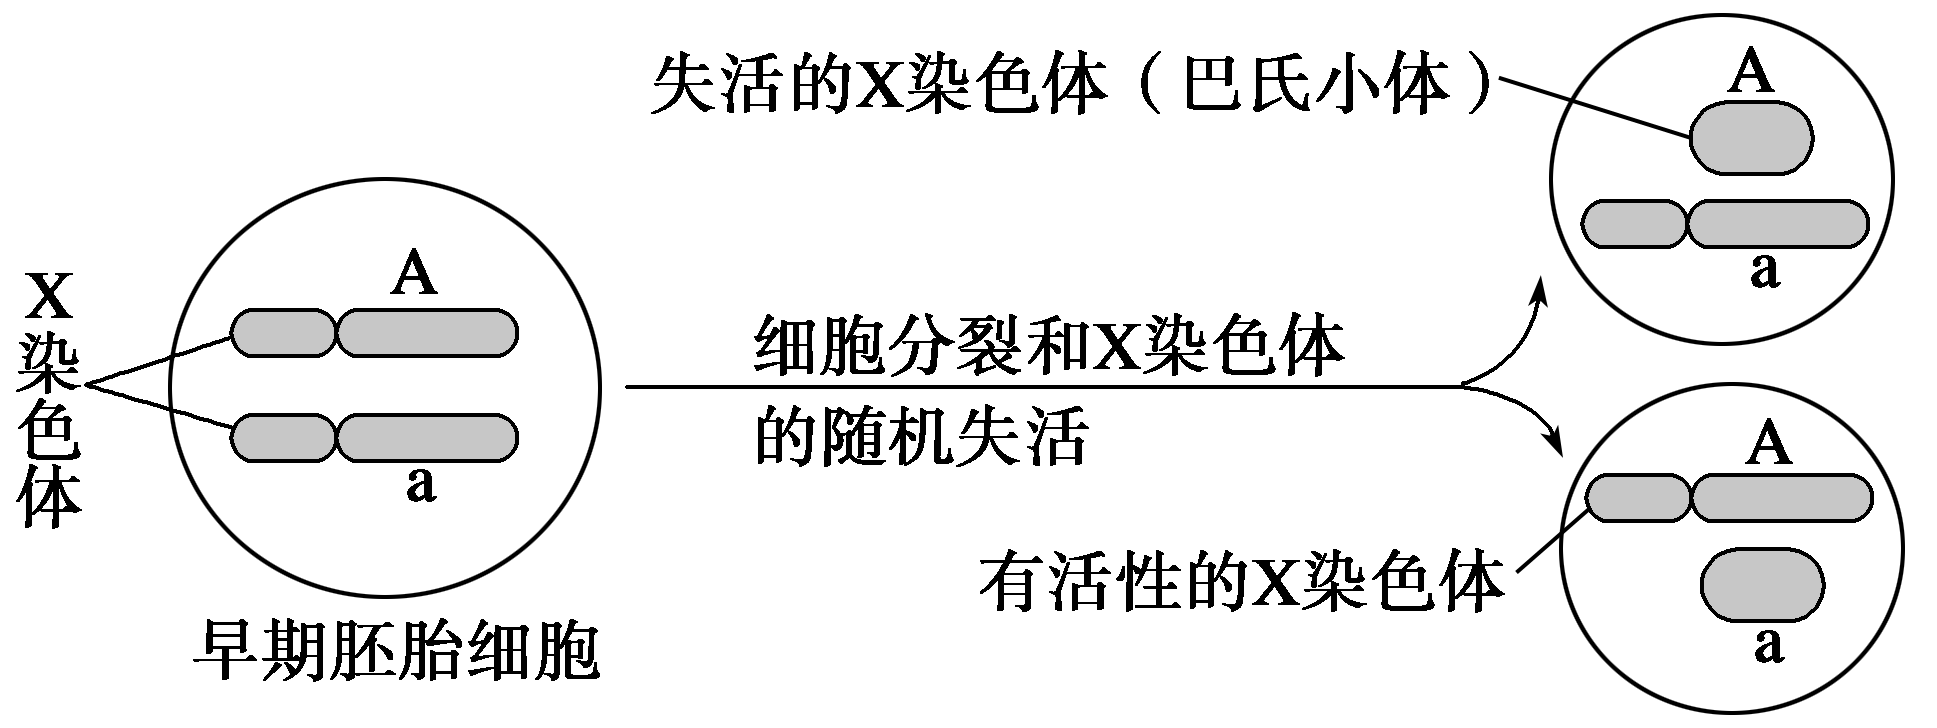 失活的X染色体（巴氏小体）
A
a
X染色体
A
a
早期胚胎细胞
细胞分裂和X染色体
的随机失活
A
a
有活性的X染色体